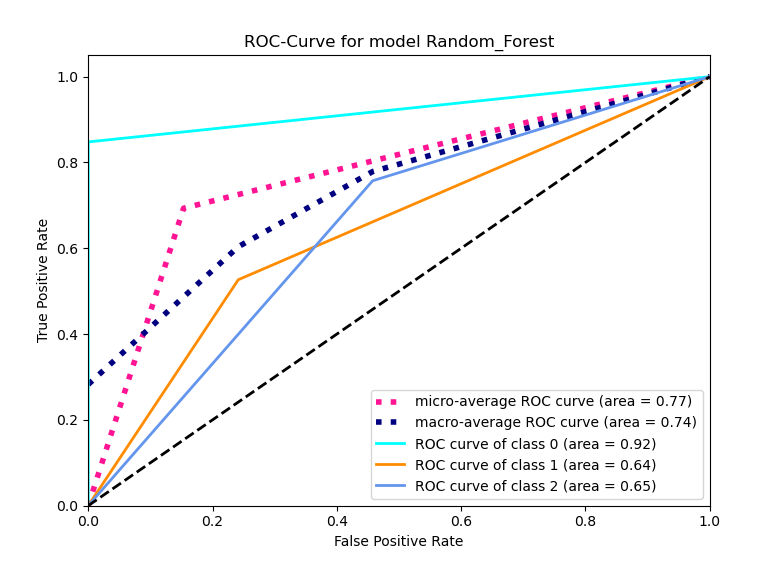 ROC-Curve for model Random_Forest
True Positive Rate
1.0
0.8
0.6
0.4
0.2
0.0
micro-average ROC curve (area = 0.77)
macro-average ROC curve (area = 0.74)
ROC curve of class 0 (area = 0.92)
ROC curve of class 1 (area = 0.64)
ROC curve of class 2 (area = 0.65)
0.0 0.2 0.4 0.6 0.8 1.0
False Positive Rate